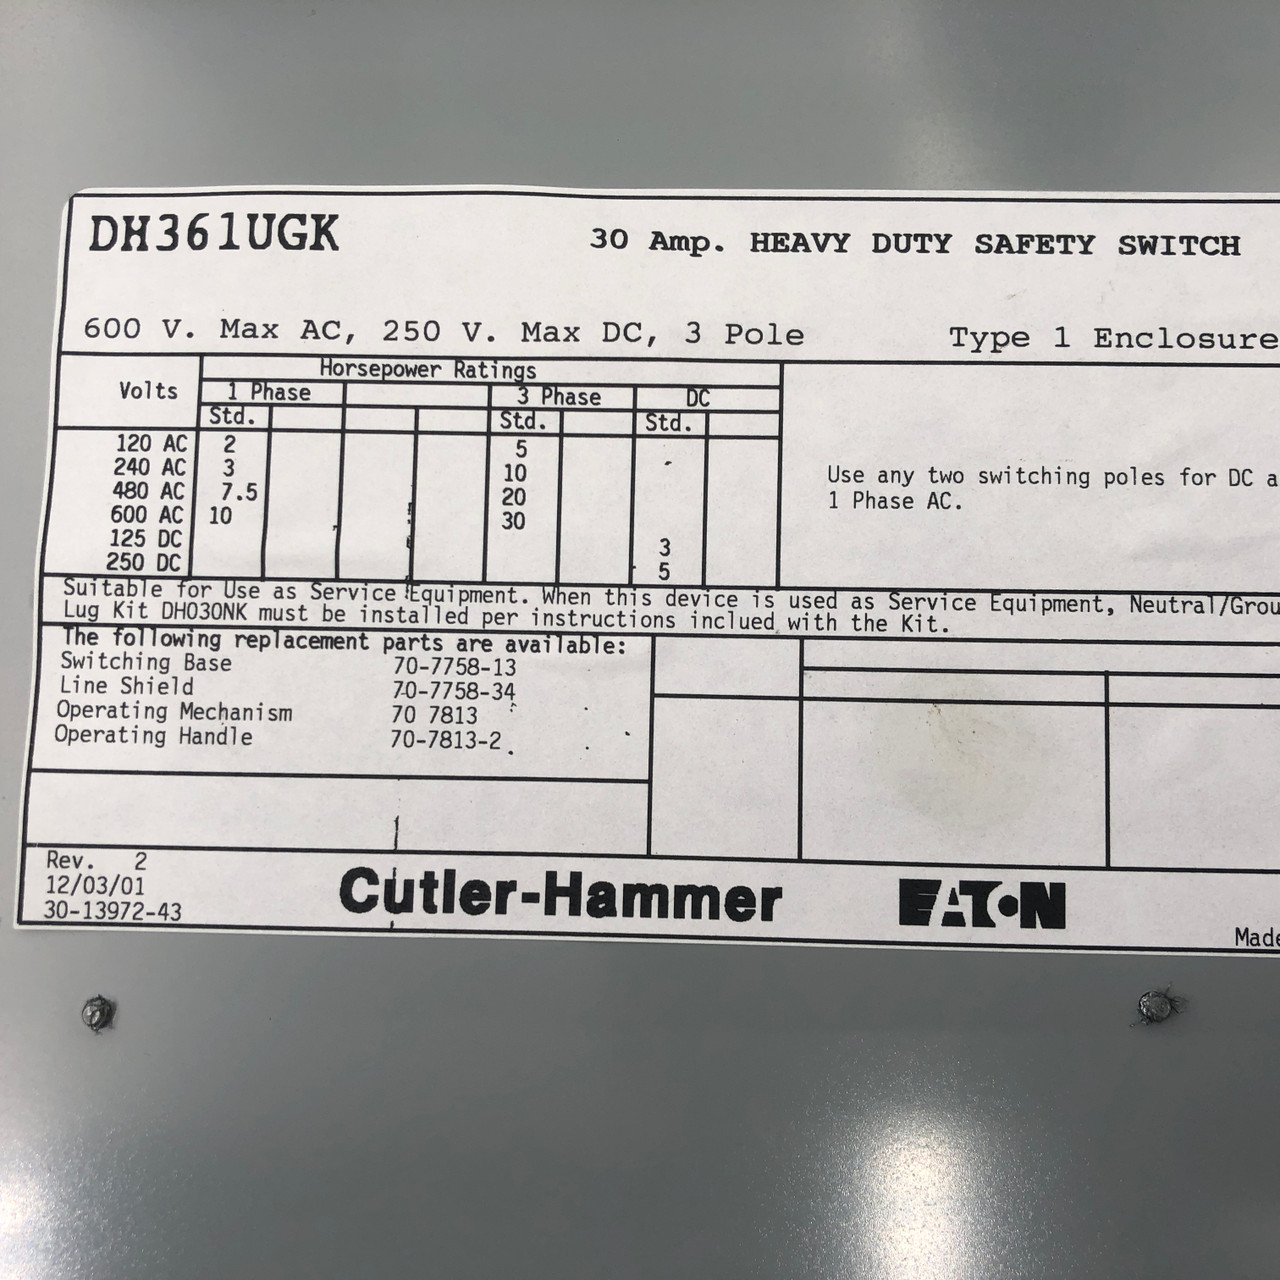 DH361UGK
30 Amp. HEAVY DUTY SAFETY SWITCH
600 V. Max AC, 250 V. Max DC, 3 Pole
Type 1 Enclosure
Horsepower Ratings
Volts 1 Phase 3 Phase DC
Std. Std. Std.
120 AC 2 5
240 AC 3 10
480 AC 7.5 20
600 AC 10 30
125 DC 3
250 DC 5
Use any two switching poles for DC
1 Phase AC.
Suitable for Use as Service Equipment. When this device is used as Service Equipment, Neutral/Grou
Lug Kit DH030NK must be installed per instructions inclued with the Kit.
The following replacement parts are available:
Switching Base 70-7758-13
Line Shield 70-7758-34
Operating Mechanism 70 7813
Operating Handle 70-7813-2
Rev. 2
12/03/01
30-13972-43
Cutler-Hammer
EATON
Made